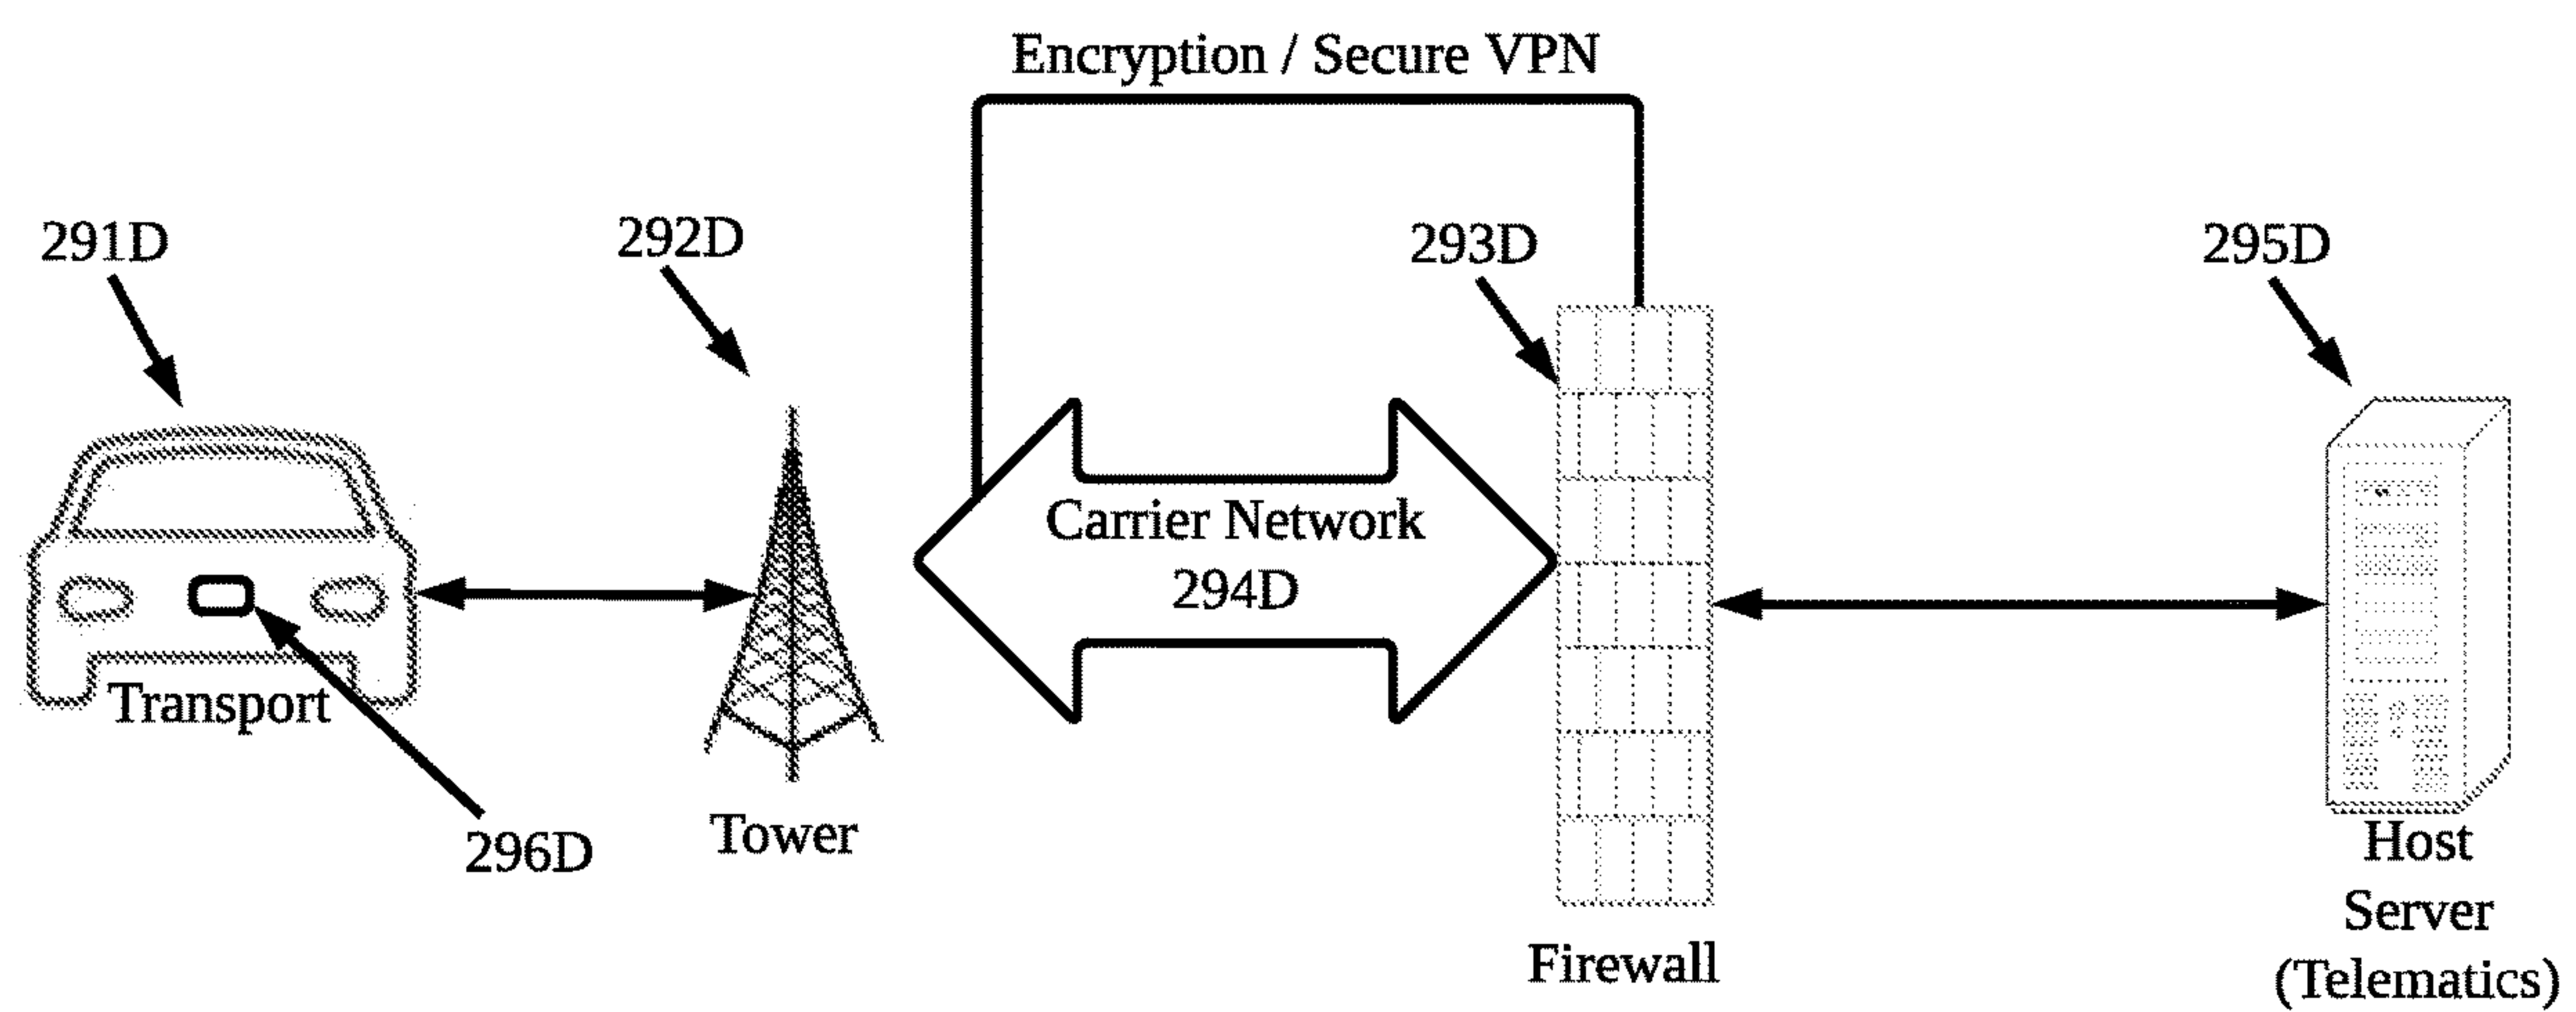 Encryption / Secure VPN
291D
292D
293D
295D
Carrier Network
294D
Transport
296D
Tower
Firewall
Host
Server
(Telematics)